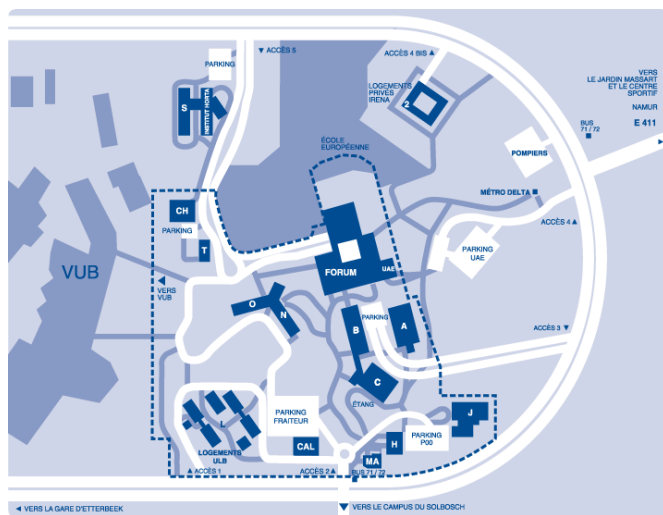 PARKING
▼ ACCÈS 5
ACCÈS 4 BIS ▲
VERS
LE JARDIN MASSART
ET LE CENTRE
SPORTIF
NAMUR
E 411
LOGEMENTS
PRIVÉS
IRENA
2
S
INSTITUT HORTA
BUS
71 / 72
ÉCOLE
EUROPÉENNE
POMPIERS
MÉTRO DELTA
CH
PARKING
T
ACCÈS 4 ▲
PARKING
UAE
VUB
VERS
VUB
FORUM
UAE
O
N
PARKING
B
A
ACCÈS 3 ▼
C
ÉTANG
L
LOGEMENTS
ULB
PARKING
FRAITEUR
CAL
J
H
PARKING
P00
MA
▲ ACCÈS 1
ACCÈS 2 ▲
BUS 71 / 72
◄ VERS LA GARE D'ETTERBEEK
▼ VERS LE CAMPUS DU SOLBOSCH